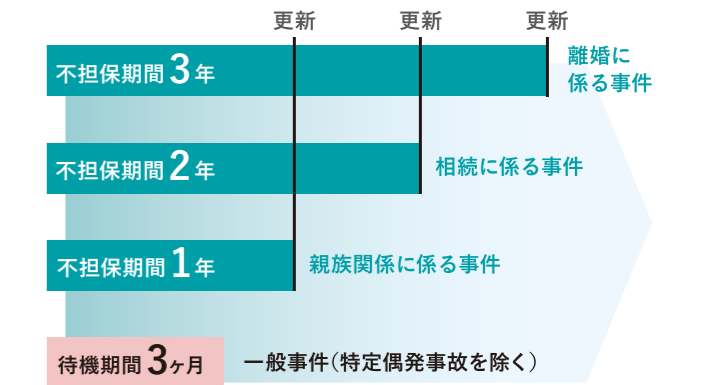 更新 更新 更新
不担保期間3年
離婚に
係る事件
不担保期間2年
相続に係る事件
不担保期間1年
親族関係に係る事件
待機期間3ヶ月
一般事件(特定偶発事故を除く)